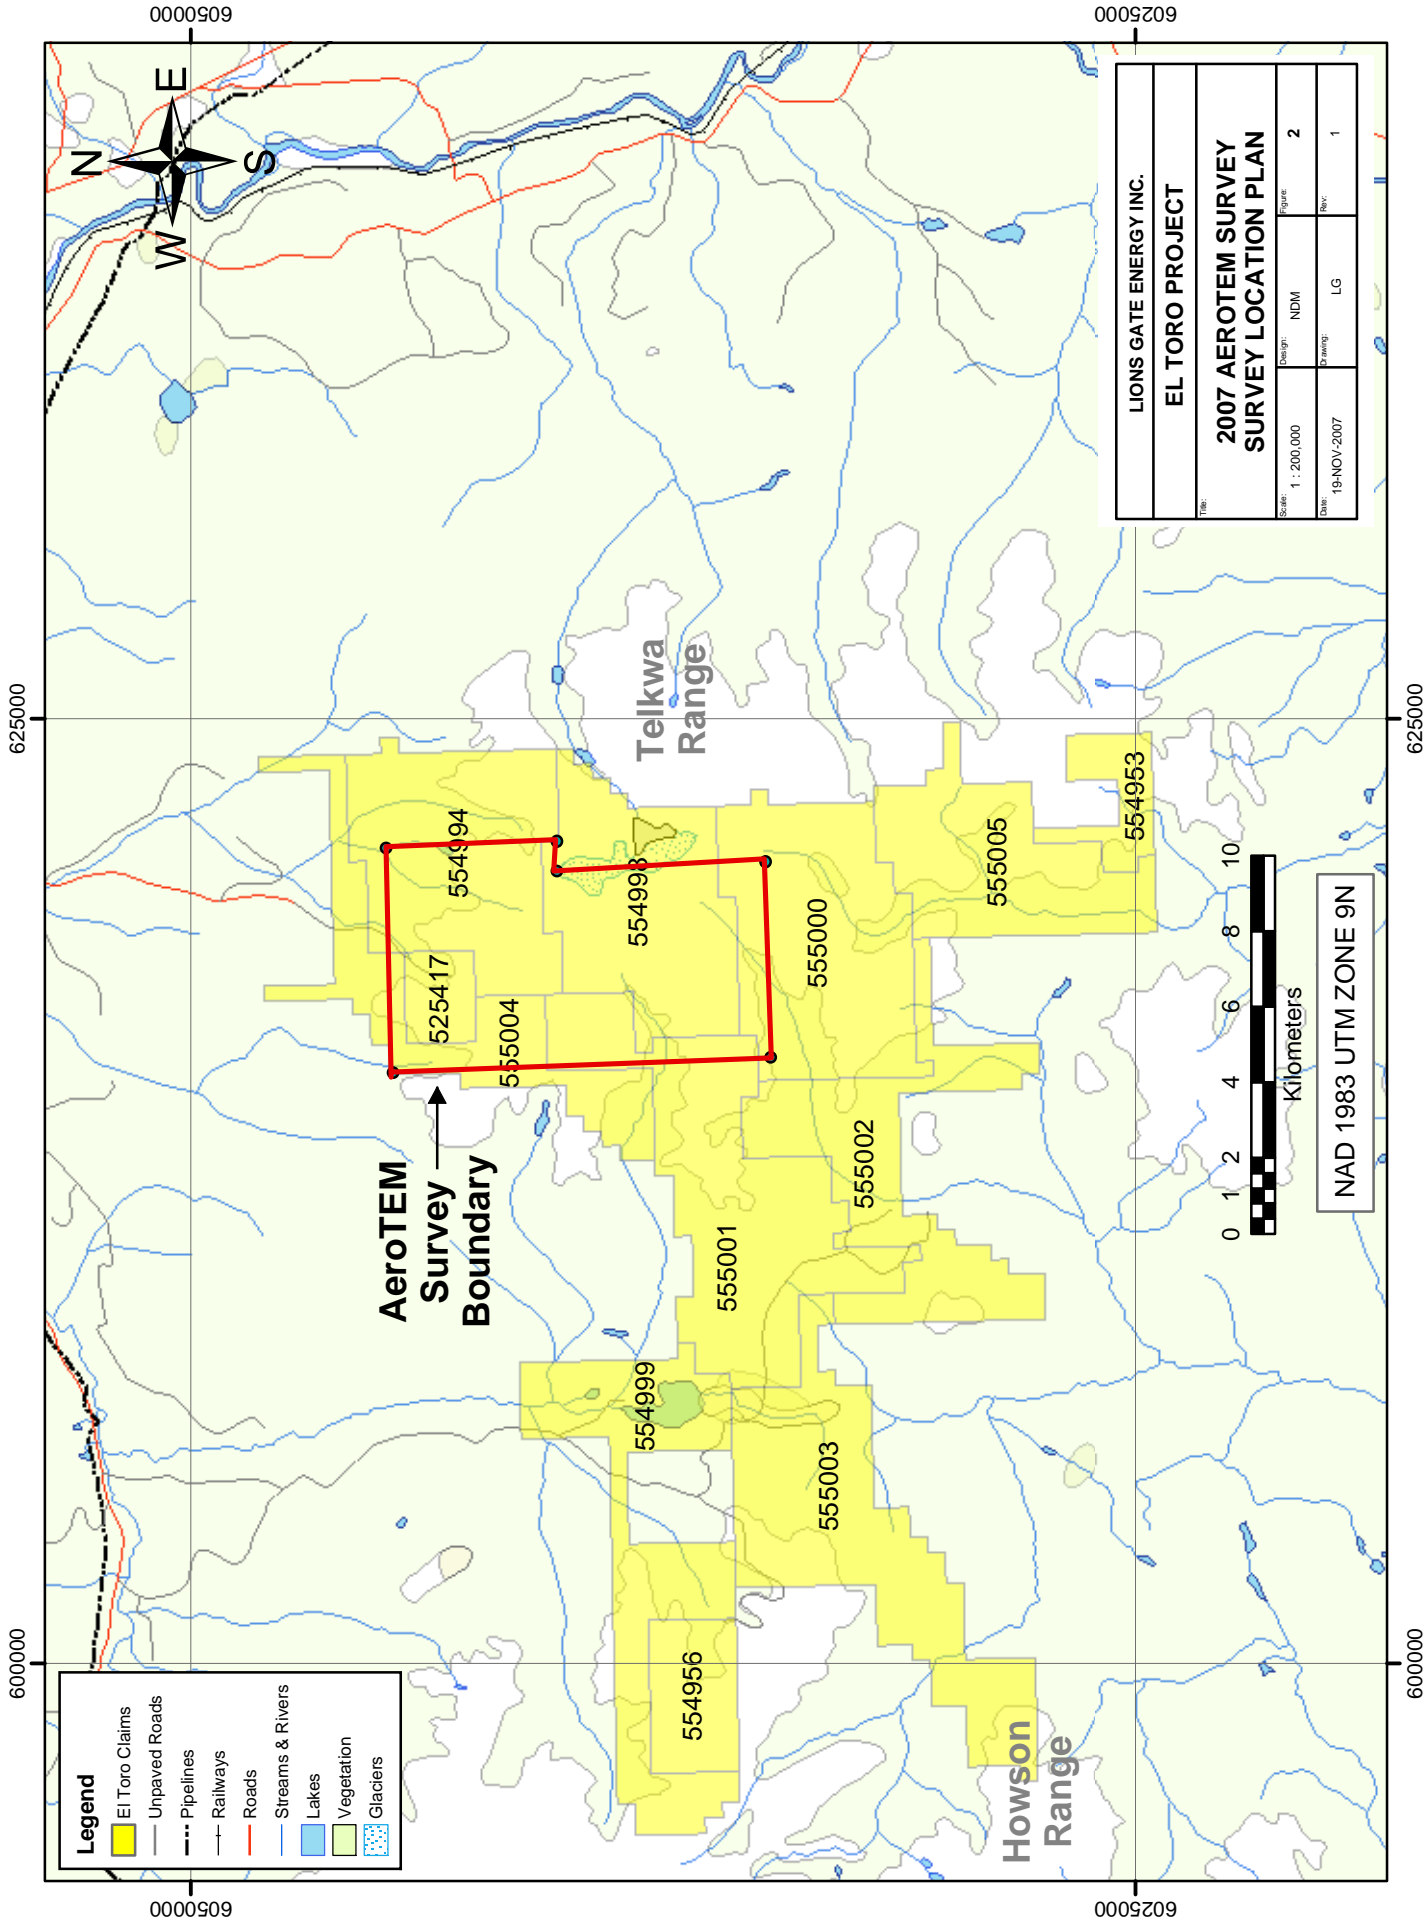 6050000
6025000
N
W
E
S
625000
600000
Legend
El Toro Claims
Unpaved Roads
Pipelines
Railways
Roads
Streams & Rivers
Lakes
Vegetation
Glaciers
AeroTEM
Survey
Boundary
Telkwa
Range
Howson
Range
554994
525417
555004
554998
555000
555005
554953
555002
555001
554999
555003
554956
0 1 2 4 6 8 10
Kilometers
NAD 1983 UTM ZONE 9N
LIONS GATE ENERGY INC.
EL TORO PROJECT
Title:
2007 AEROTEM SURVEY
SURVEY LOCATION PLAN
Scale: 1 : 200,000
Design: NDM
Figure: 2
Date: 19-NOV-2007
Drawing: LG
Rev: 1
625000
600000
6050000
6025000